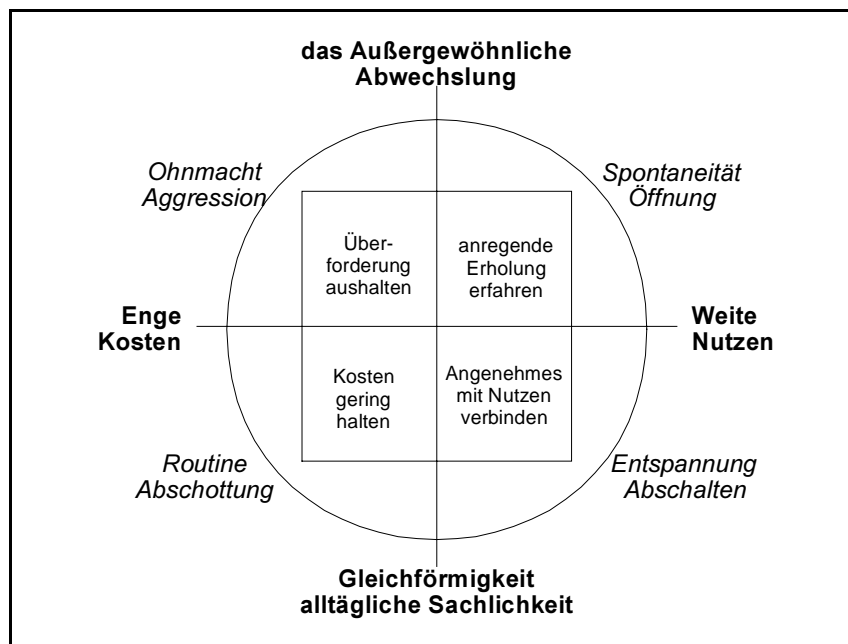 das Außergewöhnliche
Abwechslung
Ohnmacht
Aggression
Spontaneität
Öffnung
Über-
forderung
aushalten
anregende
Erholung
erfahren
Enge
Kosten
Weite
Nutzen
Kosten
gering
halten
Angenehmes
mit Nutzen
verbinden
Routine
Abschottung
Entspannung
Abschalten
Gleichförmigkeit
alltägliche Sachlichkeit